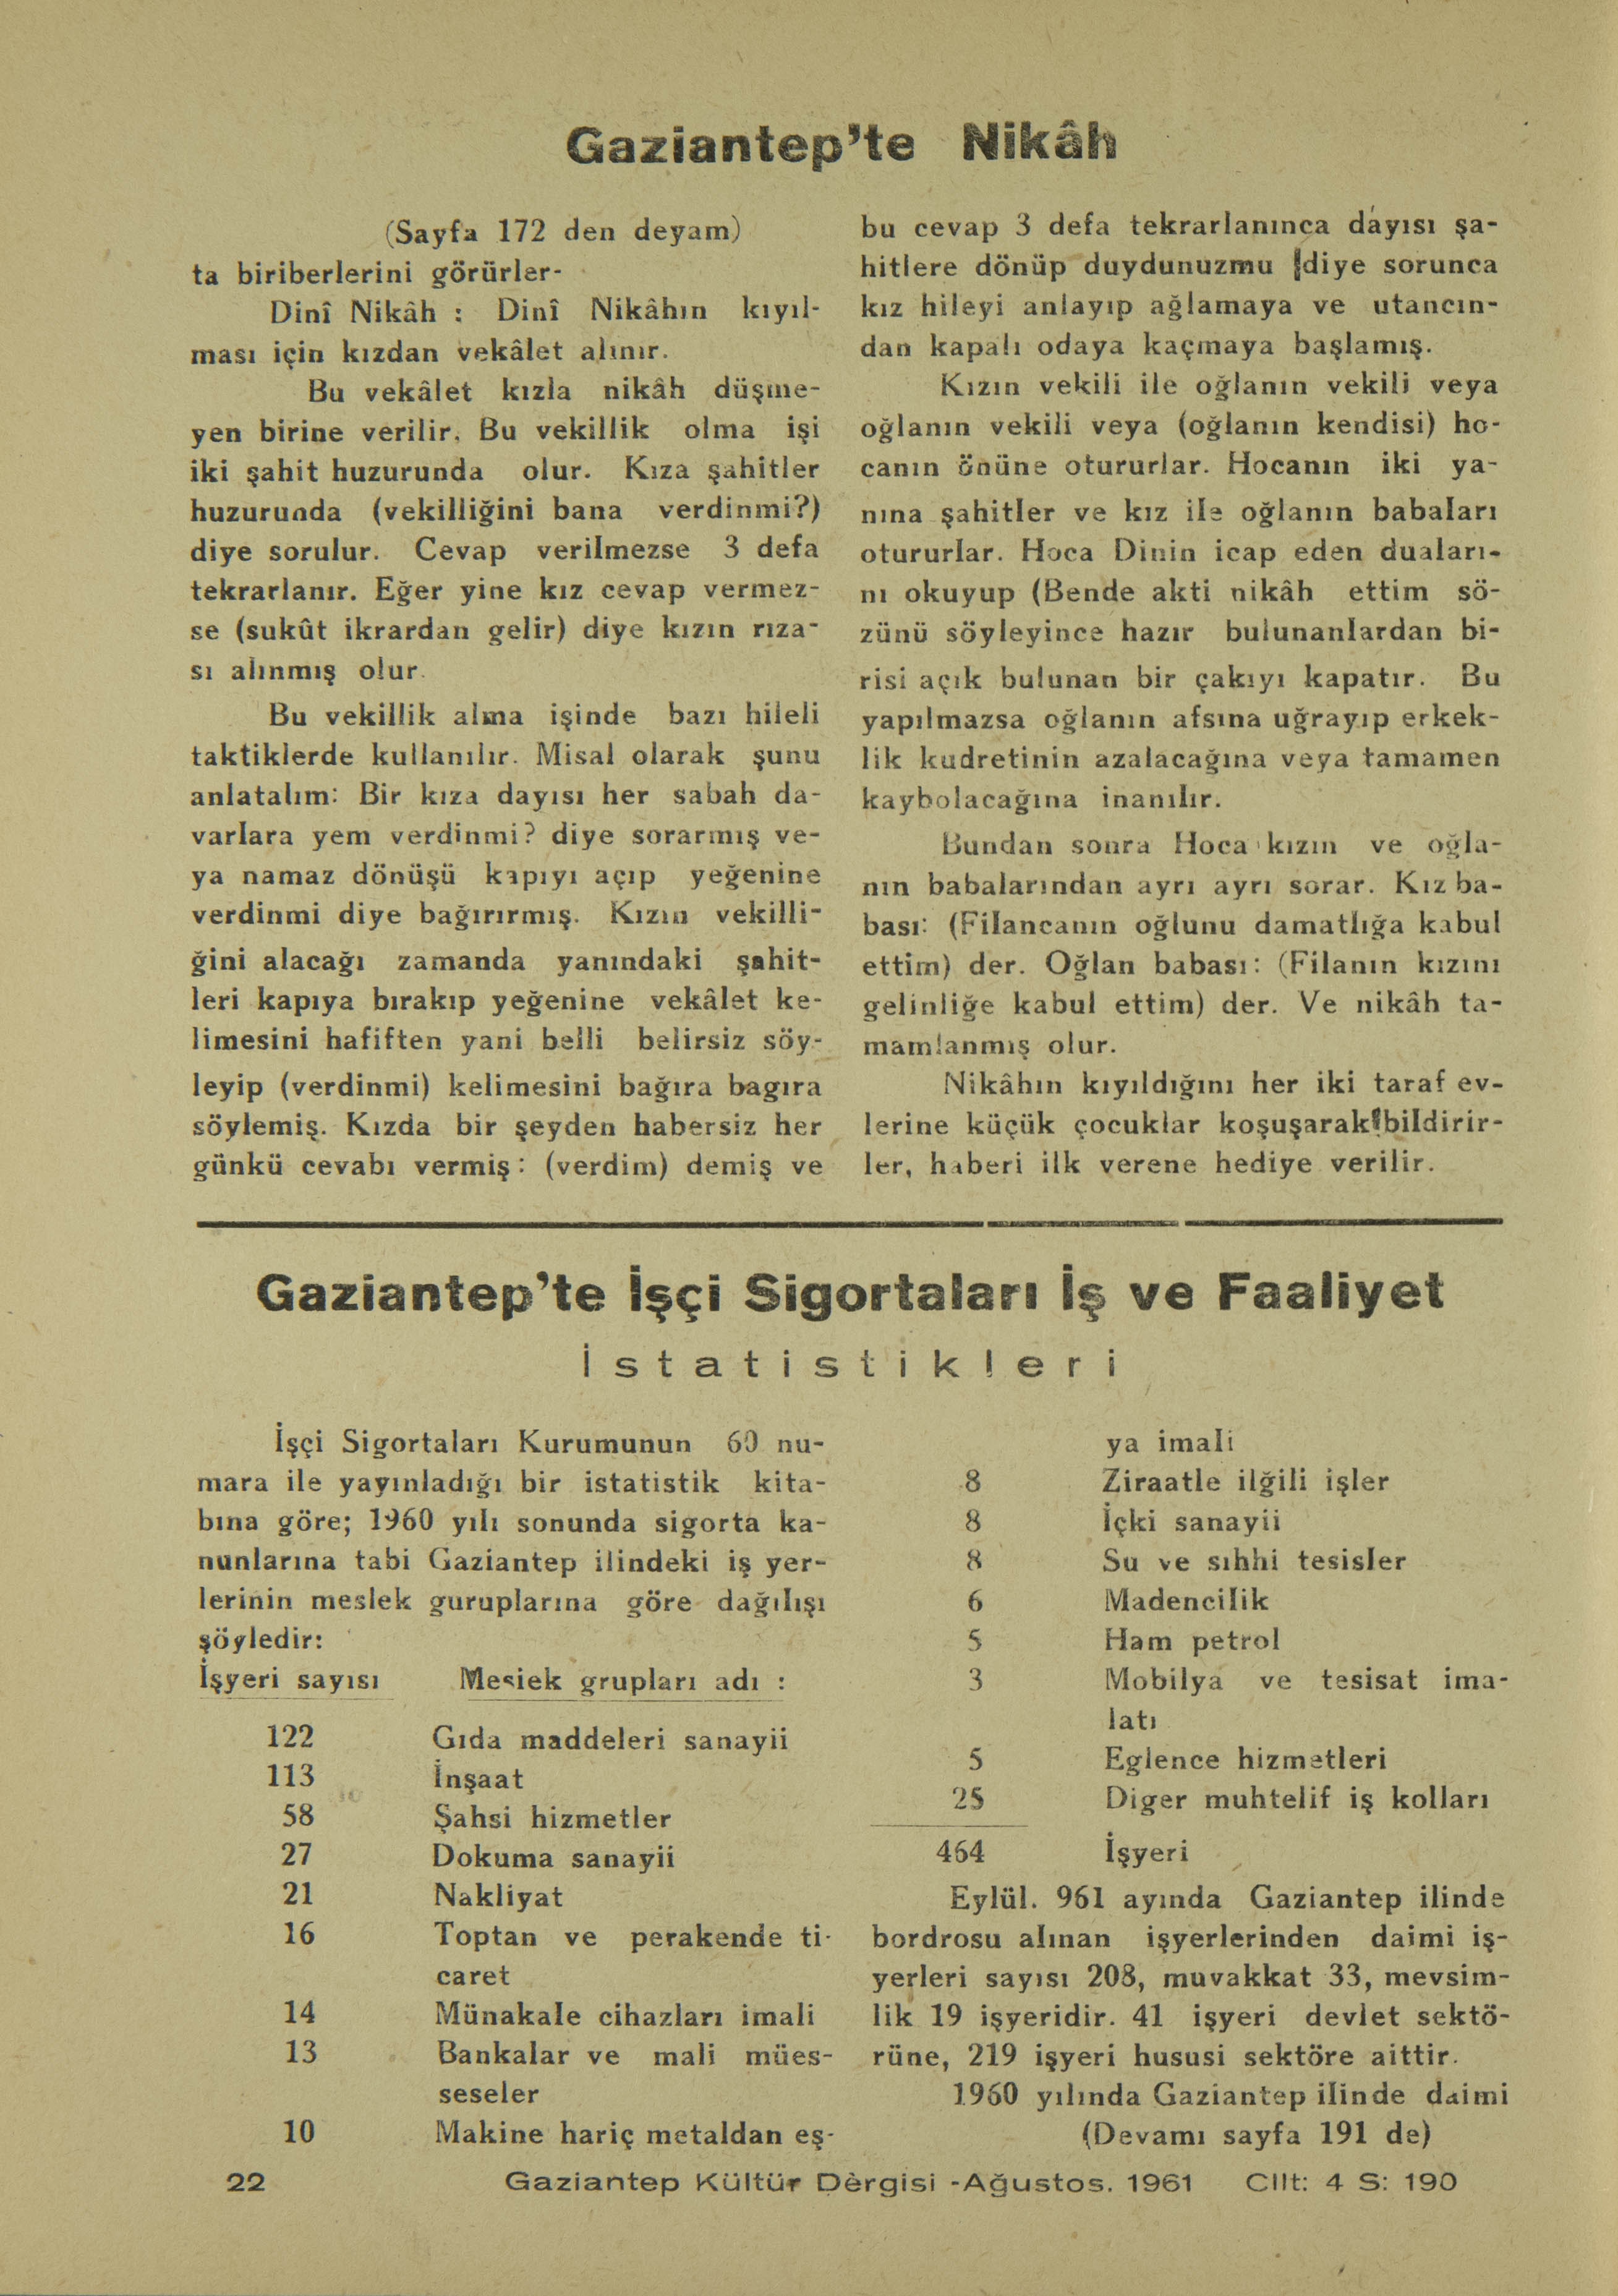 Gaziantep'te Nikâh
(Sayfa 172 den deyam)
ta biriberlerini görürler-
Dinî Nikâh : Dinî Nikâhın kıyıl-
ması için kızdan vekâlet alınır.
Bu vekâlet kızla nikâh düşme-
yen birine verilir. Bu vekillik olma işi
iki şahit huzurunda olur. Kıza şahitler
huzurunda (vekilliğini bana verdinmi?)
diye sorulur. Cevap verilmezse 3 defa
tekrarlanır. Eğer yine kız cevap vermez-
se (sukût ikrardan gelir) diye kızın rıza-
sı alınmış olur.
Bu vekillik alma işinde bazı hileli
taktiklerde kullanılır. Misal olarak şunu
anlatalım: Bir kıza dayısı her sabah da-
varlara yem verdinmi? diye sorarmış ve-
ya namaz dönüşü kapıyı açıp yeğenine
verdinmi diye bağırırmış. Kızın vekilli-
ğini alacağı zamanda yanındaki şahit-
leri kapıya bırakıp yeğenine vekâlet ke-
limesini hafiften yani belli belirsiz söy-
leyip (verdinmi) kelimesini bağıra bagıra
söylemiş. Kızda bir şeyden habersiz her
günkü cevabı vermiş: (verdim) demiş ve
bu cevap 3 defa tekrarlanınca dayısı şa-
hitlere dönüp duydunuzmu diye sorunca
kız hileyi anlayıp ağlamaya ve utancın-
dan kapalı odaya kaçmaya başlamış.
Kızın vekili ile oğlanın vekili veya
oğlanın vekili veya (oğlanın kendisi) ho-
canın önüne otururlar. Hocanın iki ya-
nına şahitler ve kız ile oğlanın babaları
otururlar. Hoca Dinin icap eden duaları-
nı okuyup (Bende akti nikâh ettim sö-
zünü söyleyince hazır bulunanlardan bi-
risi açık bulunan bir çakıyı kapatır. Bu
yapılmazsa oğlanın afsına uğrayıp erkek-
lik kudretinin azalacağına veya tamamen
kaybolacağına inanılır.
Bundan sonra Hoca kızın ve oğla-
nın babalarından ayrı ayrı sorar. Kız ba-
bası: (Filancanın oğlunu damatlığa kabul
ettim) der. Oğlan babası: (Filanın kızını
gelinliğe kabul ettim) der. Ve nikâh ta-
mamlanmış olur.
Nikâhın kıyıldığını her iki taraf ev-
lerine küçük çocuklar koşuşarak bildirir-
ler, haberi ilk verene hediye verilir.
Gaziantep'te İşçi Sigortaları İş ve Faaliyet
İstatistikleri
İşçi Sigortaları Kurumunun 60 nu-
mara ile yayınladığı bir istatistik kita-
bına göre; 1960 yılı sonunda sigorta ka-
nunlarına tabi Gaziantep ilindeki iş yer-
lerinin meslek guruplarına göre dağılışı
şöyledir:
İşyeri sayısı Meslek grupları adı :
122 Gıda maddeleri sanayii
113 İnşaat
58 Şahsi hizmetler
27 Dokuma sanayii
21 Nakliyat
16 Toptan ve perakende ti-
caret
14 Münakale cihazları imali
13 Bankalar ve mali mües-
seseler
10 Makine hariç metaldan eş-
ya imali
8 Ziraatle ilğili işler
8 İçki sanayii
8 Su ve sıhhi tesisler
6 Madencilik
5 Ham petrol
3 Mobilya ve tesisat ima-
latı
5 Eglence hizmetleri
25 Diger muhtelif iş kolları
464 İşyeri
Eylül. 961 ayında Gaziantep ilinde
bordrosu alınan işyerlerinden daimi iş-
yerleri sayısı 208, muvakkat 33, mevsim-
lik 19 işyeridir. 41 işyeri devlet sektö-
rüne, 219 işyeri hususi sektöre aittir.
1960 yılında Gaziantep ilinde daimi
(Devamı sayfa 191 de)
22 Gaziantep Kültür Dergisi -Ağustos. 1961 Cilt: 4 S: 190